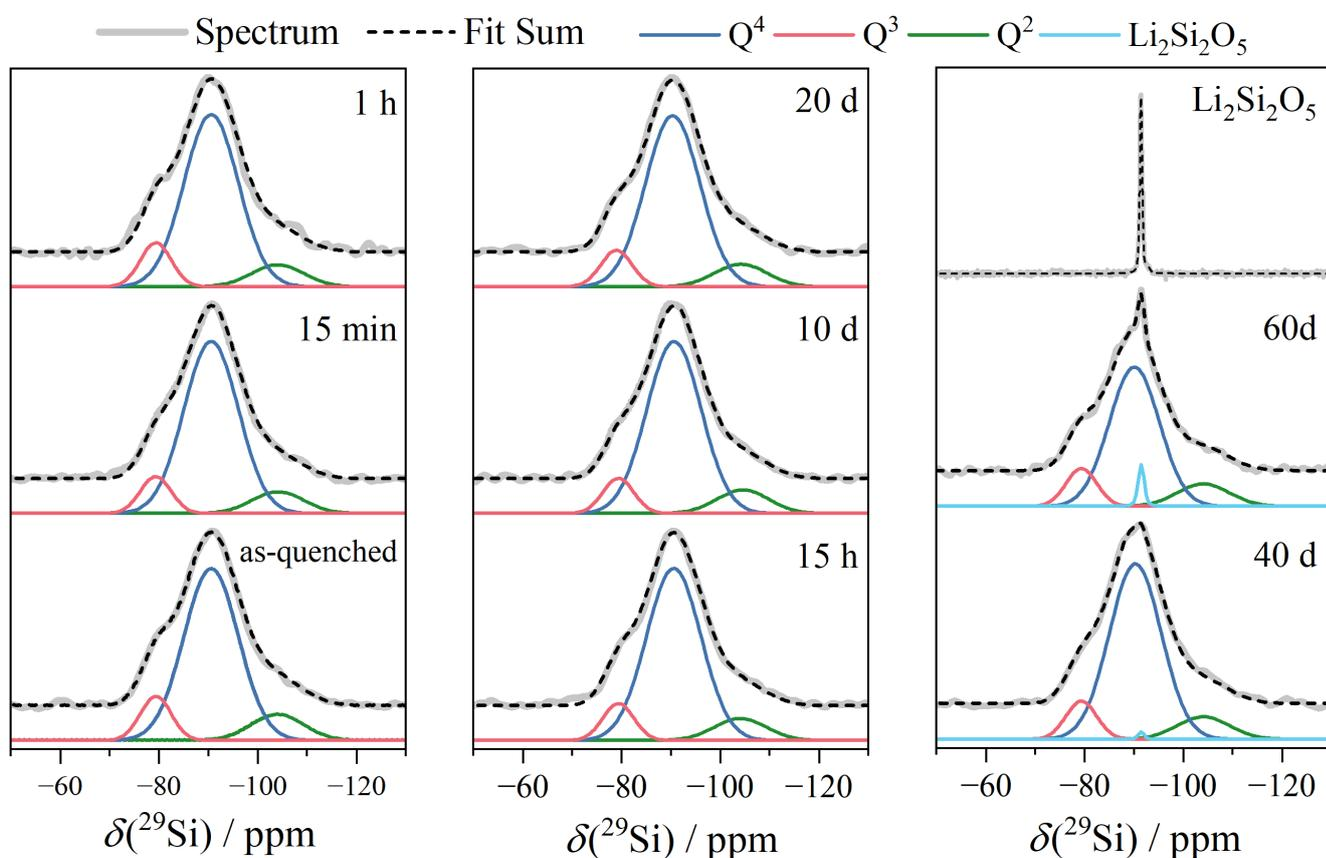 Spectrum Fit Sum Q⁴ Q³ Q² Li₂Si₂O₅
1 h
15 min
as-quenched
−60 −80 −100 −120
δ(²⁹Si) / ppm
20 d
10 d
15 h
−60 −80 −100 −120
δ(²⁹Si) / ppm
Li₂Si₂O₅
60d
40 d
−60 −80 −100 −120
δ(²⁹Si) / ppm